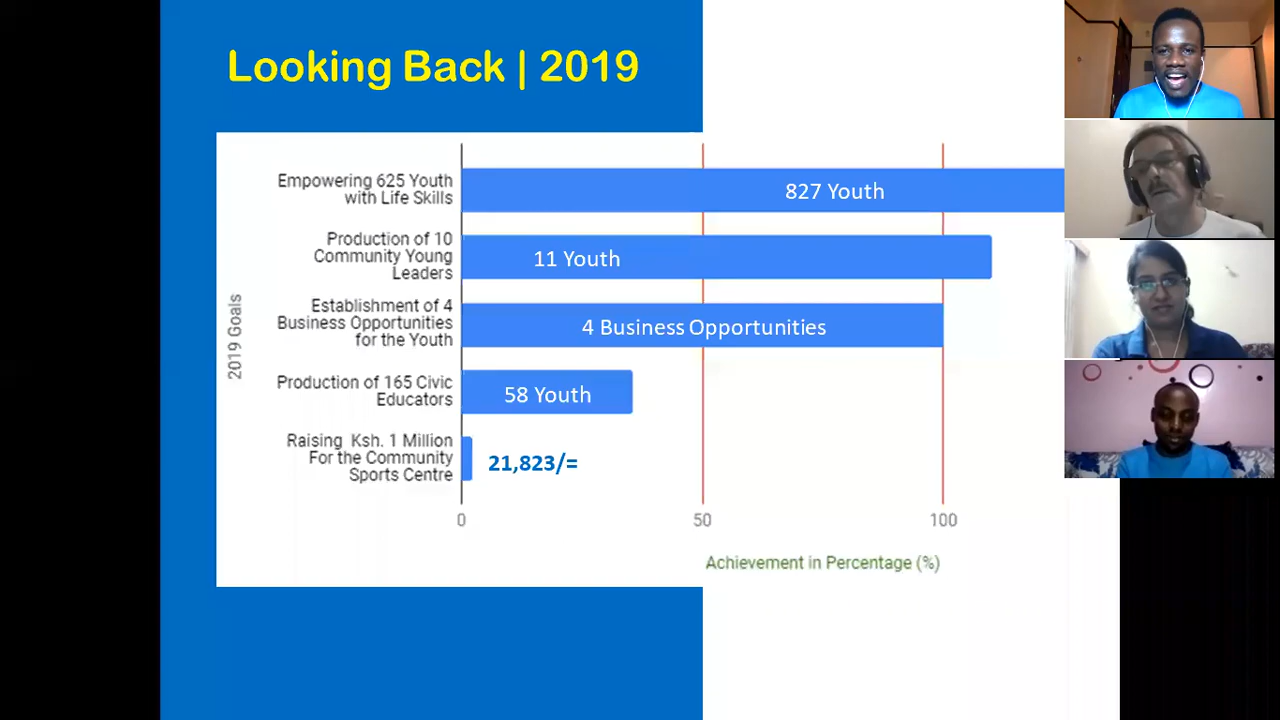 Looking Back | 2019
Empowering 625 Youth
with Life Skills
827 Youth
Production of 10
Community Young
Leaders
11 Youth
Establishment of 4
Business Opportunities
for the Youth
4 Business Opportunities
Production of 165 Civic
Educators
58 Youth
Raising Ksh. 1 Million
For the Community
Sports Centre
21,823/=
2019 Goals
0
50
100
Achievement in Percentage (%)